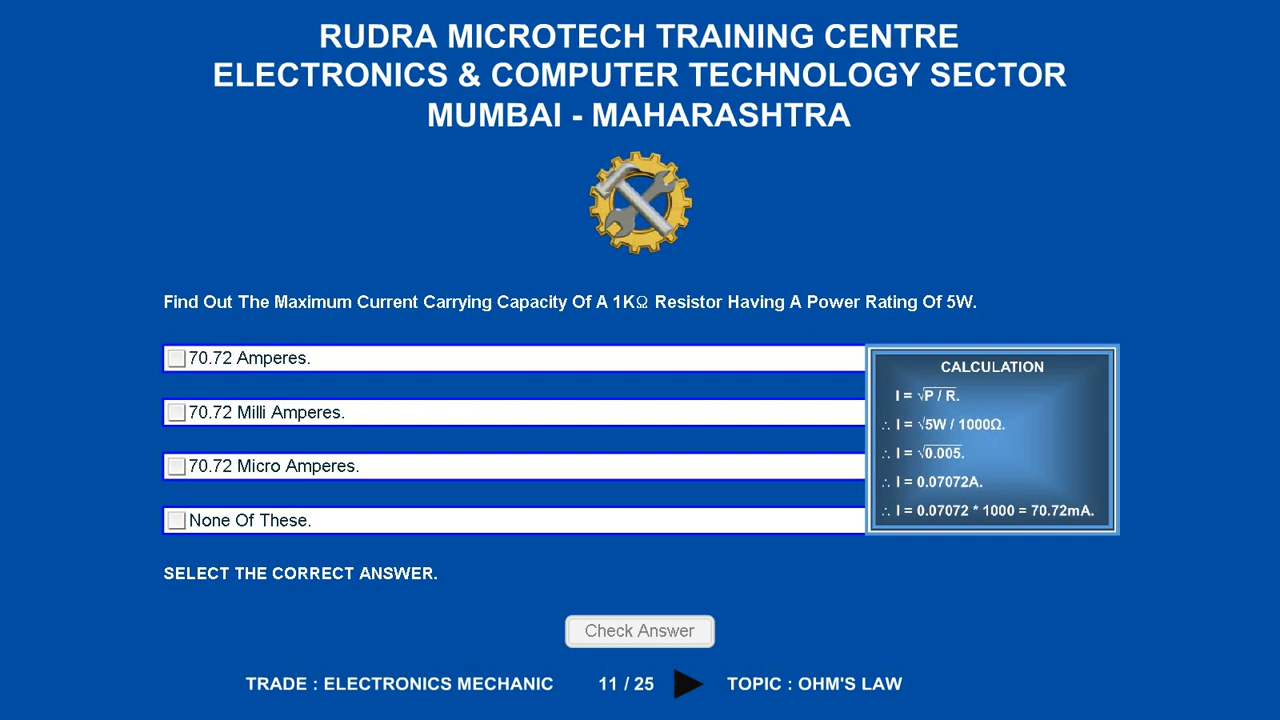 RUDRA MICROTECH TRAINING CENTRE
ELECTRONICS & COMPUTER TECHNOLOGY SECTOR
MUMBAI - MAHARASHTRA
Find Out The Maximum Current Carrying Capacity Of A 1KΩ Resistor Having A Power Rating Of 5W.
70.72 Amperes.
70.72 Milli Amperes.
70.72 Micro Amperes.
None Of These.
CALCULATION
I = √P / R.
∴ I = √5W / 1000Ω.
∴ I = √0.005.
∴ I = 0.07072A.
∴ I = 0.07072 * 1000 = 70.72mA.
SELECT THE CORRECT ANSWER.
Check Answer
TRADE : ELECTRONICS MECHANIC 11 / 25 TOPIC : OHM'S LAW